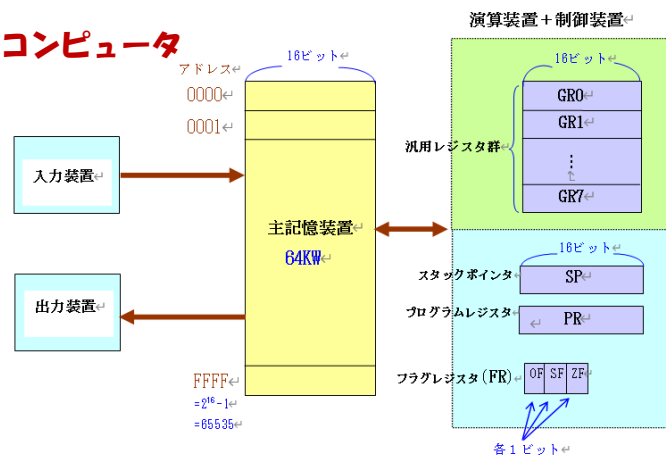 コンピュータ
演算装置＋制御装置↵
アドレス↵
16ビット↵
16ビット↵
0000↵
0001↵
GR0↵
GR1↵
汎用レジスタ群↵
⋮
GR7↵
入力装置↵
主記憶装置↵
64KW↵
16ビット↵
スタックポインタ
SP↵
プログラムレジスタ
PR↵
出力装置↵
FFFF↵
=2¹⁶-1↵
=65535↵
フラグレジスタ(FR)↵
OF SF ZF↵
各１ビット↵